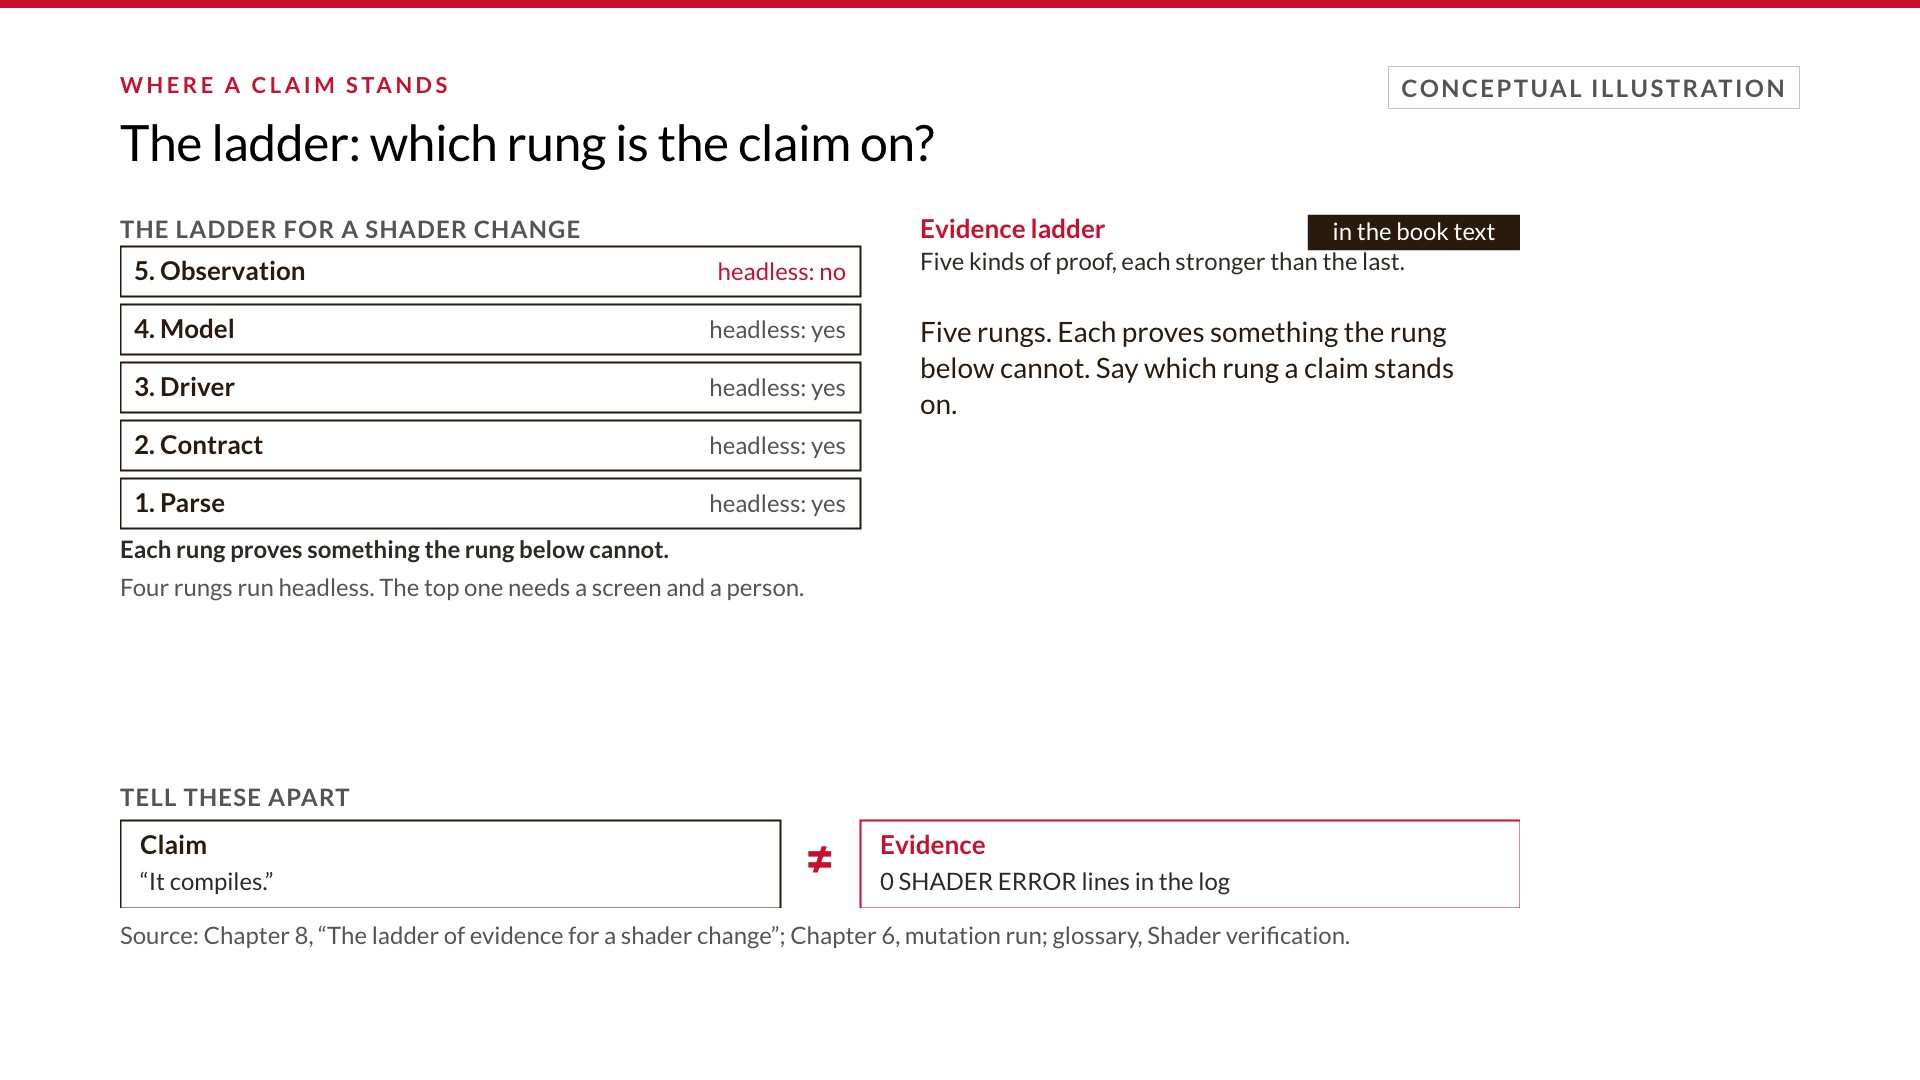 WHERE A CLAIM STANDS
CONCEPTUAL ILLUSTRATION
The ladder: which rung is the claim on?
THE LADDER FOR A SHADER CHANGE
5. Observation headless: no
4. Model headless: yes
3. Driver headless: yes
2. Contract headless: yes
1. Parse headless: yes
Each rung proves something the rung below cannot.
Four rungs run headless. The top one needs a screen and a person.
Evidence ladder in the book text
Five kinds of proof, each stronger than the last.
Five rungs. Each proves something the rung
below cannot. Say which rung a claim stands
on.
TELL THESE APART
Claim
“It compiles.”
≠
Evidence
0 SHADER ERROR lines in the log
Source: Chapter 8, “The ladder of evidence for a shader change”; Chapter 6, mutation run; glossary, Shader verification.